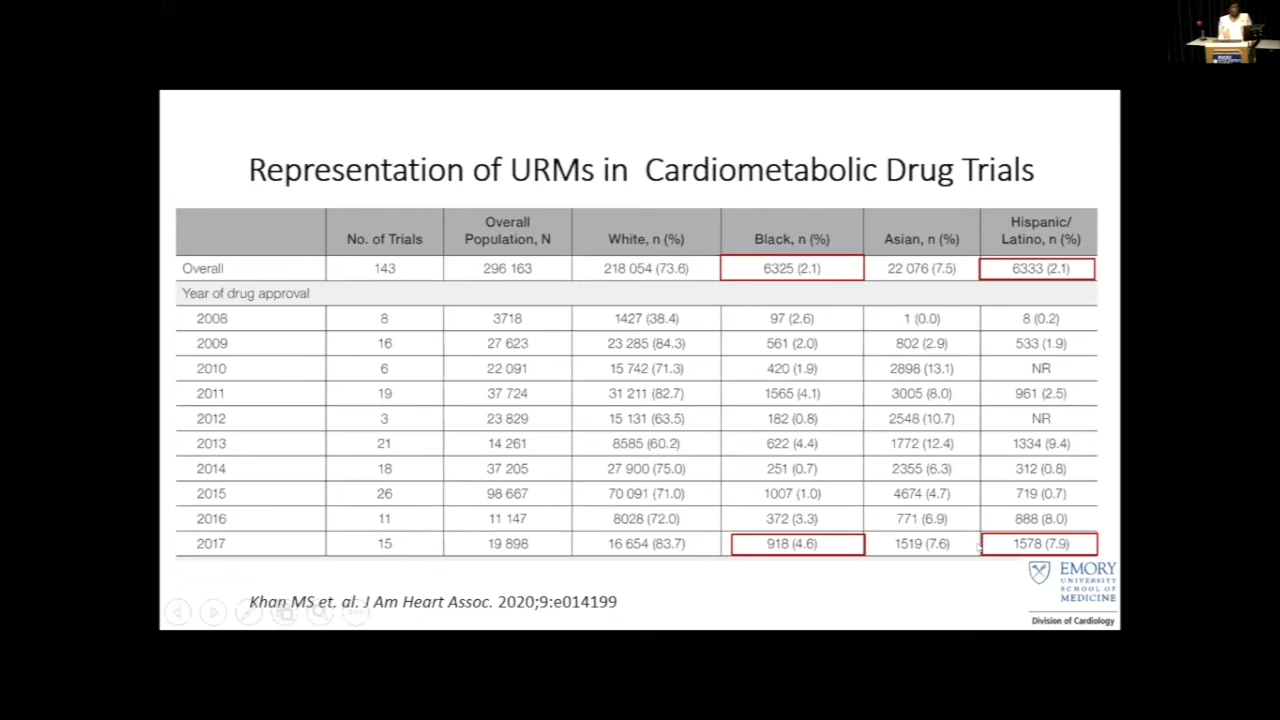 Representation of URMs in Cardiometabolic Drug Trials
No. of Trials Overall Population, N White, n (%) Black, n (%) Asian, n (%) Hispanic/ Latino, n (%)
Overall 143 296 163 218 054 (73.6) 6325 (2.1) 22 076 (7.5) 6333 (2.1)
Year of drug approval
2008 8 3718 1427 (38.4) 97 (2.6) 1 (0.0) 8 (0.2)
2009 16 27 623 23 285 (84.3) 561 (2.0) 802 (2.9) 533 (1.9)
2010 6 22 091 15 742 (71.3) 420 (1.9) 2898 (13.1) NR
2011 19 37 724 31 211 (82.7) 1565 (4.1) 3005 (8.0) 961 (2.5)
2012 3 23 829 15 131 (63.5) 182 (0.8) 2548 (10.7) NR
2013 21 14 261 8585 (60.2) 622 (4.4) 1772 (12.4) 1334 (9.4)
2014 18 37 205 27 900 (75.0) 251 (0.7) 2355 (6.3) 312 (0.8)
2015 26 98 667 70 091 (71.0) 1007 (1.0) 4674 (4.7) 719 (0.7)
2016 11 11 147 8028 (72.0) 372 (3.3) 771 (6.9) 888 (8.0)
2017 15 19 898 16 654 (83.7) 918 (4.6) 1519 (7.6) 1578 (7.9)
Khan MS et. al. J Am Heart Assoc. 2020;9:e014199
EMORY
UNIVERSITY
SCHOOL OF
MEDICINE
Division of Cardiology
EMORY